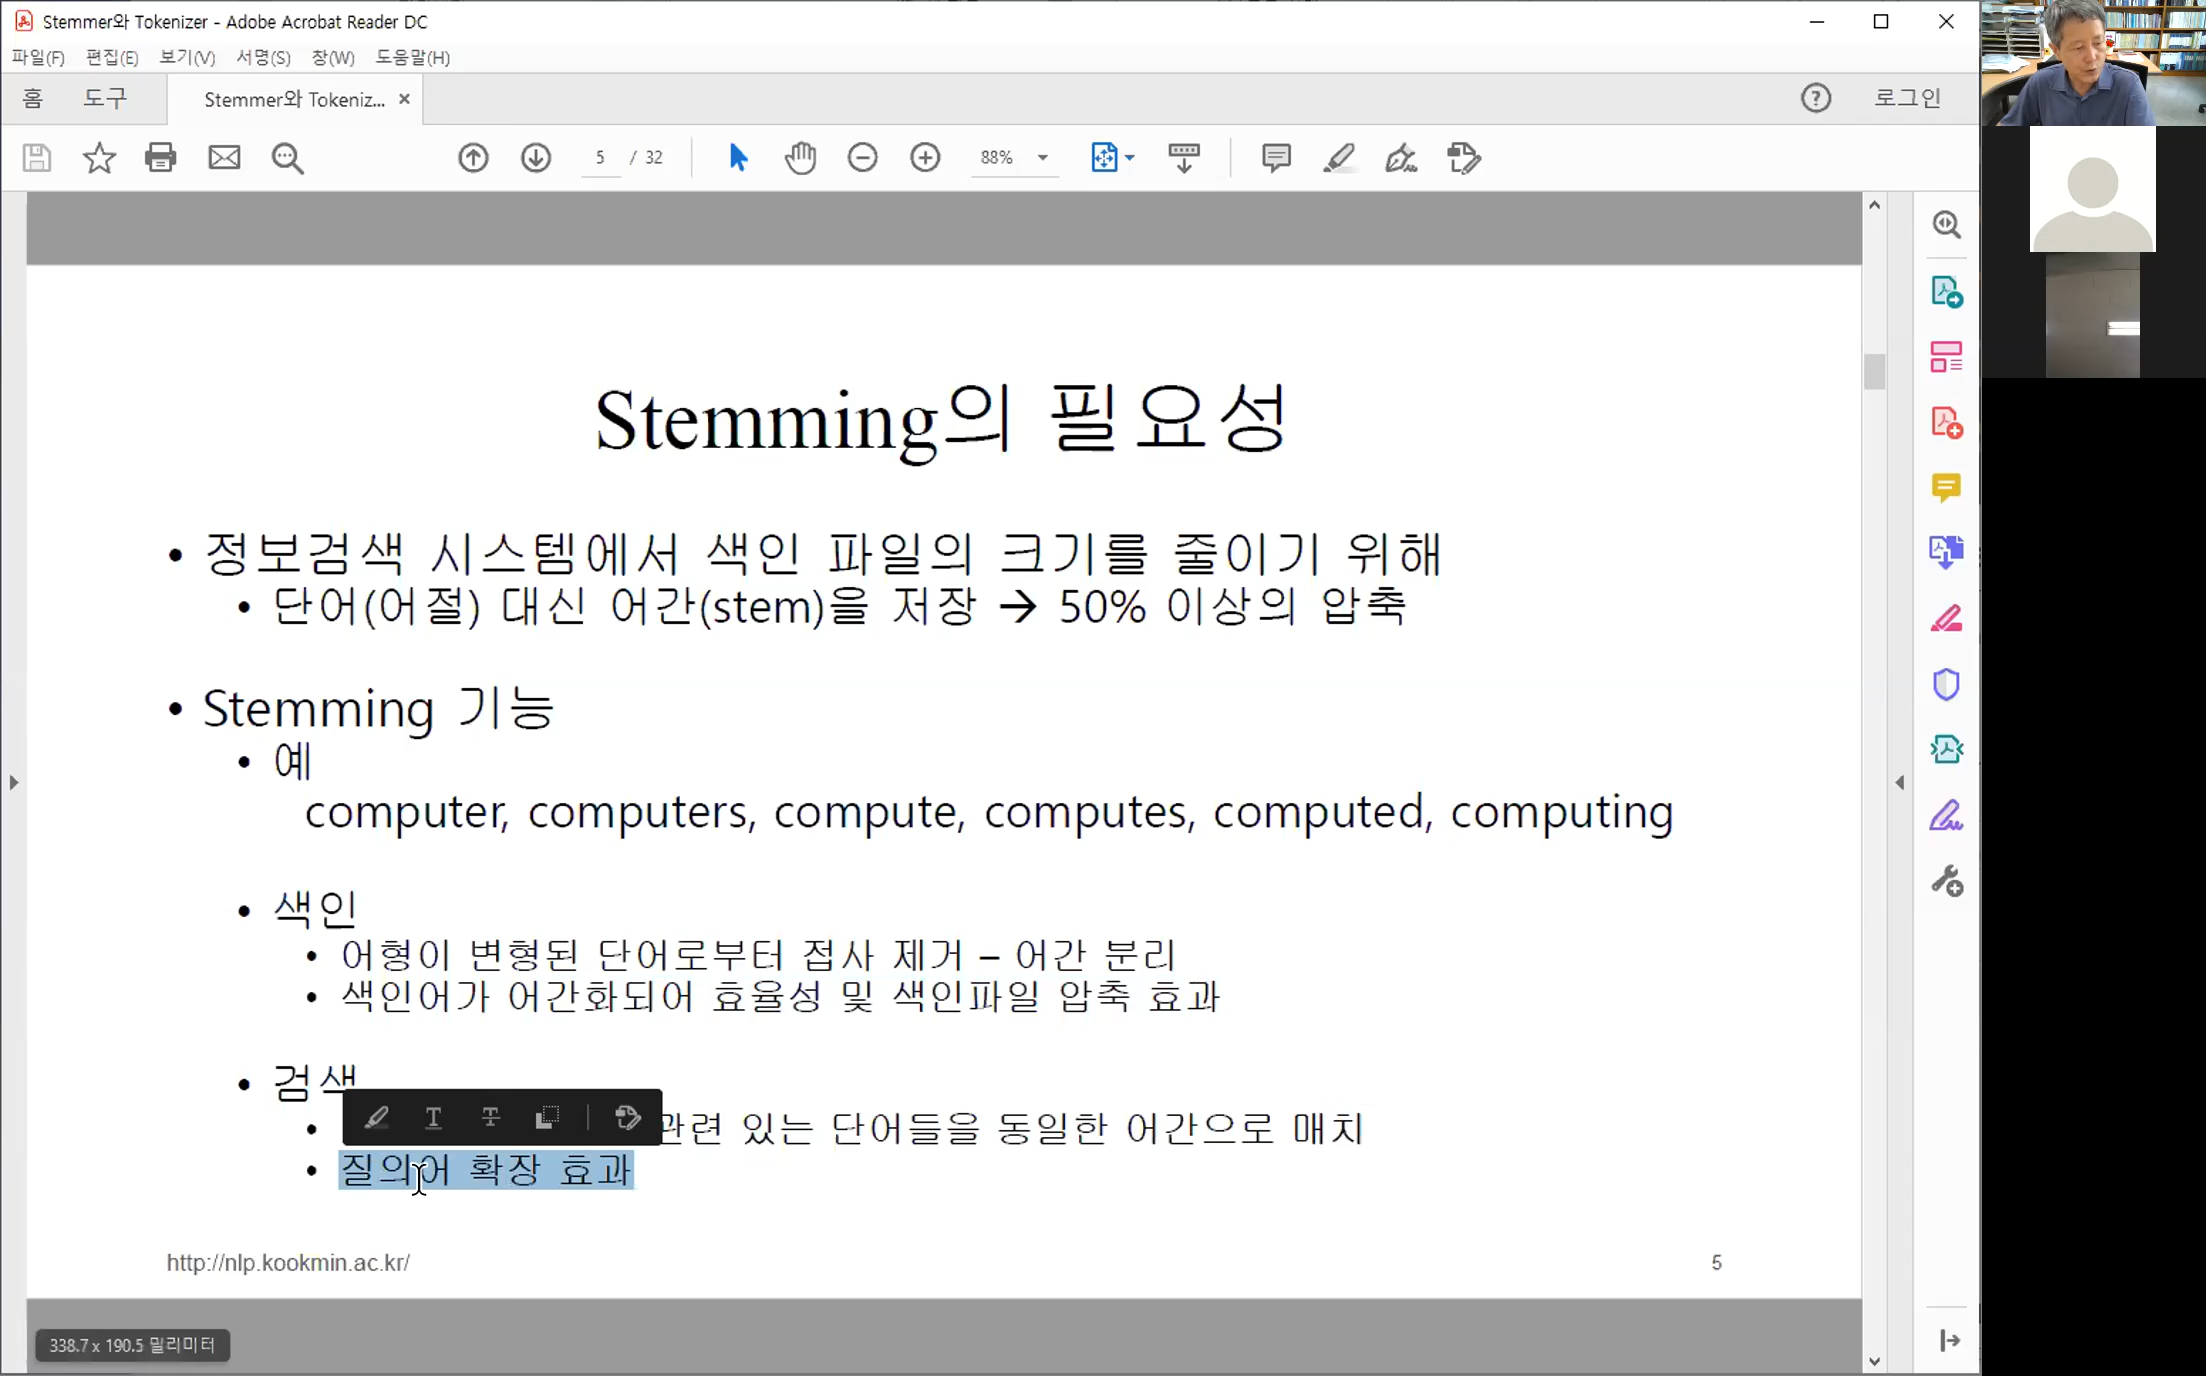 Stemmer와 Tokenizer - Adobe Acrobat Reader DC
파일(F) 편집(E) 보기(V) 서명(S) 창(W) 도움말(H)
홈 도구 Stemmer와 Tokeniz... 로그인
5 / 32 88%
Stemming의 필요성
• 정보검색 시스템에서 색인 파일의 크기를 줄이기 위해
• 단어(어절) 대신 어간(stem)을 저장 → 50% 이상의 압축
• Stemming 기능
• 예
computer, computers, compute, computes, computed, computing
• 색인
• 어형이 변형된 단어로부터 접사 제거 – 어간 분리
• 색인어가 어간화되어 효율성 및 색인파일 압축 효과
• 검색
• 관련 있는 단어들을 동일한 어간으로 매치
• 질의어 확장 효과
http://nlp.kookmin.ac.kr/ 5
338.7 x 190.5 밀리미터